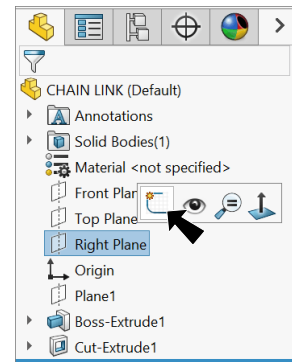 CHAIN LINK (Default)
Annotations
Solid Bodies(1)
Material <not specified>
Front
Top Plane
Right Plane
Origin
Plane1
Boss-Extrude1
Cut-Extrude1